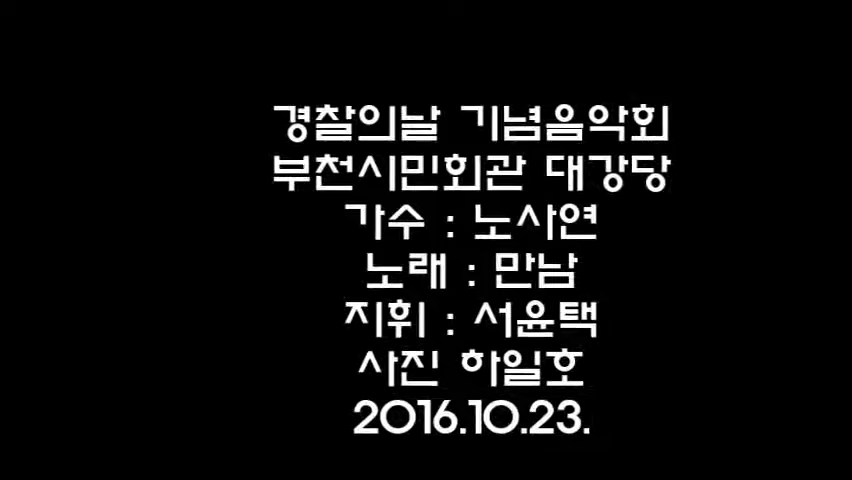 경찰의날 기념음악회
부천시민회관 대강당
가수 : 노사연
노래 : 만남
지휘 : 서윤택
사진 하일호
2016.10.23.